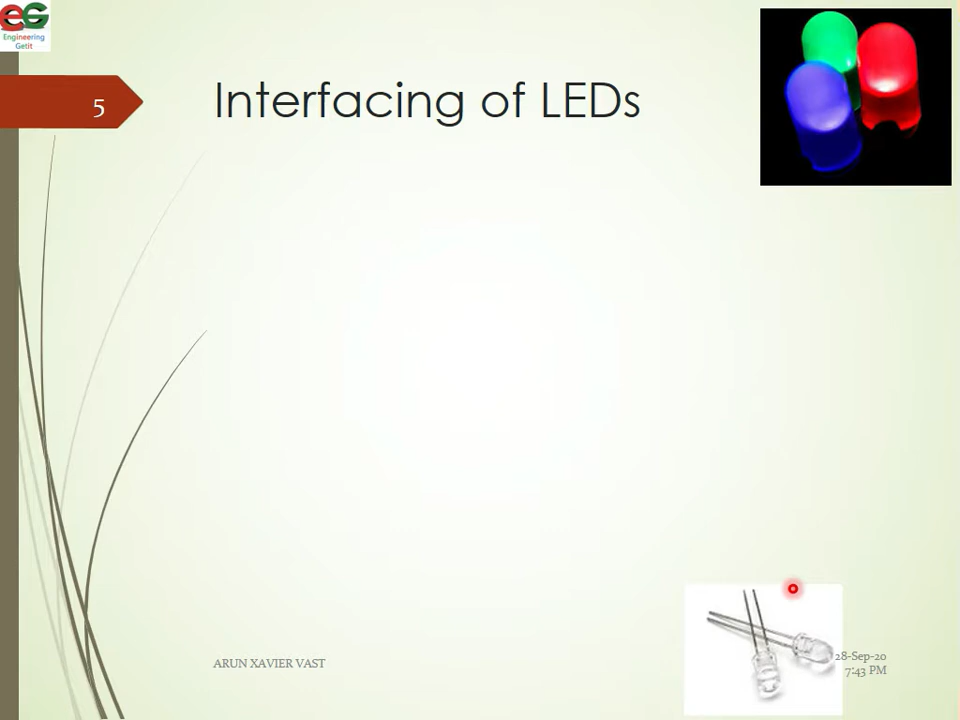 EG
Engineering
Getit
5
Interfacing of LEDs
ARUN XAVIER VAST
28-Sep-20
7:43 PM